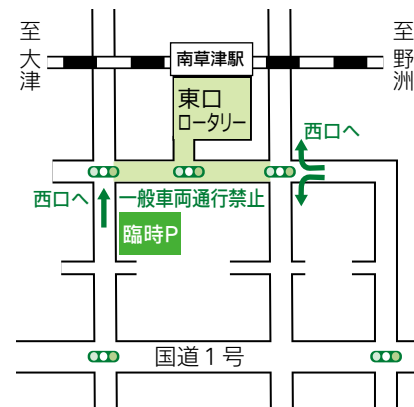 至大津
南草津駅
至野洲
東口
ロータリー
西口へ
西口へ
一般車両通行禁止
臨時P
国道1号